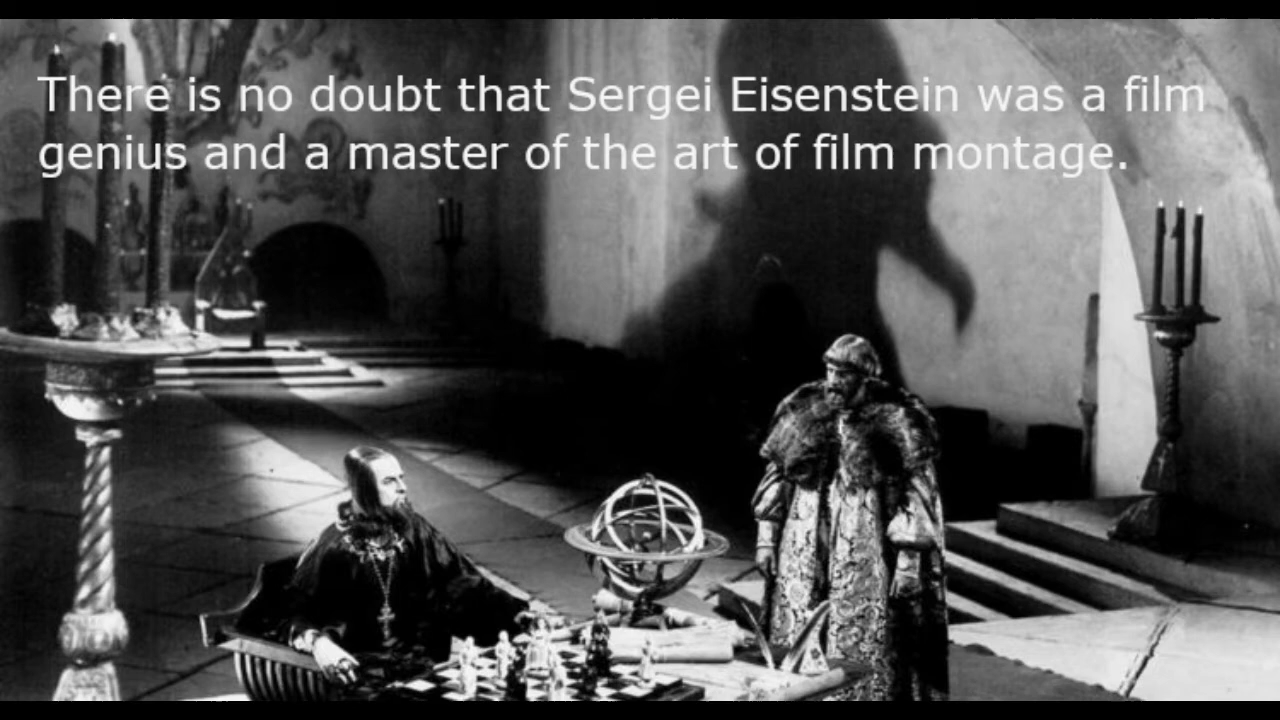 There is no doubt that Sergei Eisenstein was a film
genius and a master of the art of film montage.